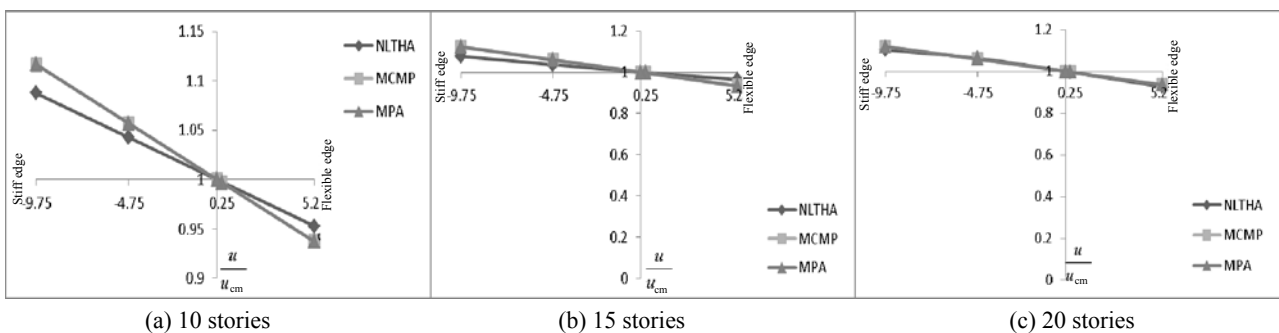 1.15
1.1
1.05
1
0.95
0.9
-9.75
-4.75
0.25
5.2
Stiff edge
Flexible edge
NLTHA
MCMP
MPA
u
u_cm
(a) 10 stories
1.2
1
0.8
0.6
0.4
0.2
0
-9.75
-4.75
0.25
5.2
Stiff edge
Flexible edge
NLTHA
MCMP
MPA
u
u_cm
(b) 15 stories
1.2
1
0.8
0.6
0.4
0.2
0
-9.75
-4.75
0.25
5.2
Stiff edge
Flexible edge
NLTHA
MCMP
MPA
u
u_cm
(c) 20 stories